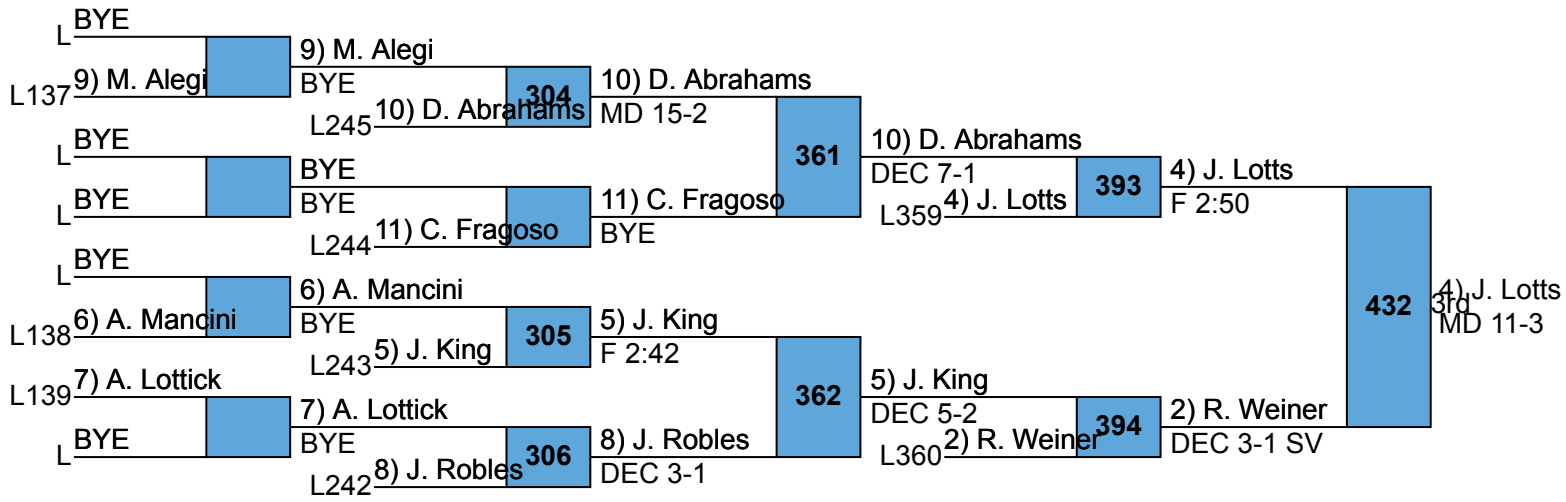 BYE
L
9) M. Alegi
L137
9) M. Alegi
BYE
10) D. Abrahams
L245
304
10) D. Abrahams
MD 15-2
BYE
L
BYE
L
BYE
BYE
11) C. Fragoso
L244
11) C. Fragoso
BYE
361
10) D. Abrahams
DEC 7-1
4) J. Lotts
L359
393
4) J. Lotts
F 2:50
BYE
L
6) A. Mancini
L138
6) A. Mancini
BYE
5) J. King
L243
305
5) J. King
F 2:42
7) A. Lottick
L139
BYE
L
7) A. Lottick
BYE
8) J. Robles
L242
306
8) J. Robles
DEC 3-1
362
5) J. King
DEC 5-2
2) R. Weiner
L360
394
2) R. Weiner
DEC 3-1 SV
432
4) J. Lotts
3rd
MD 11-3